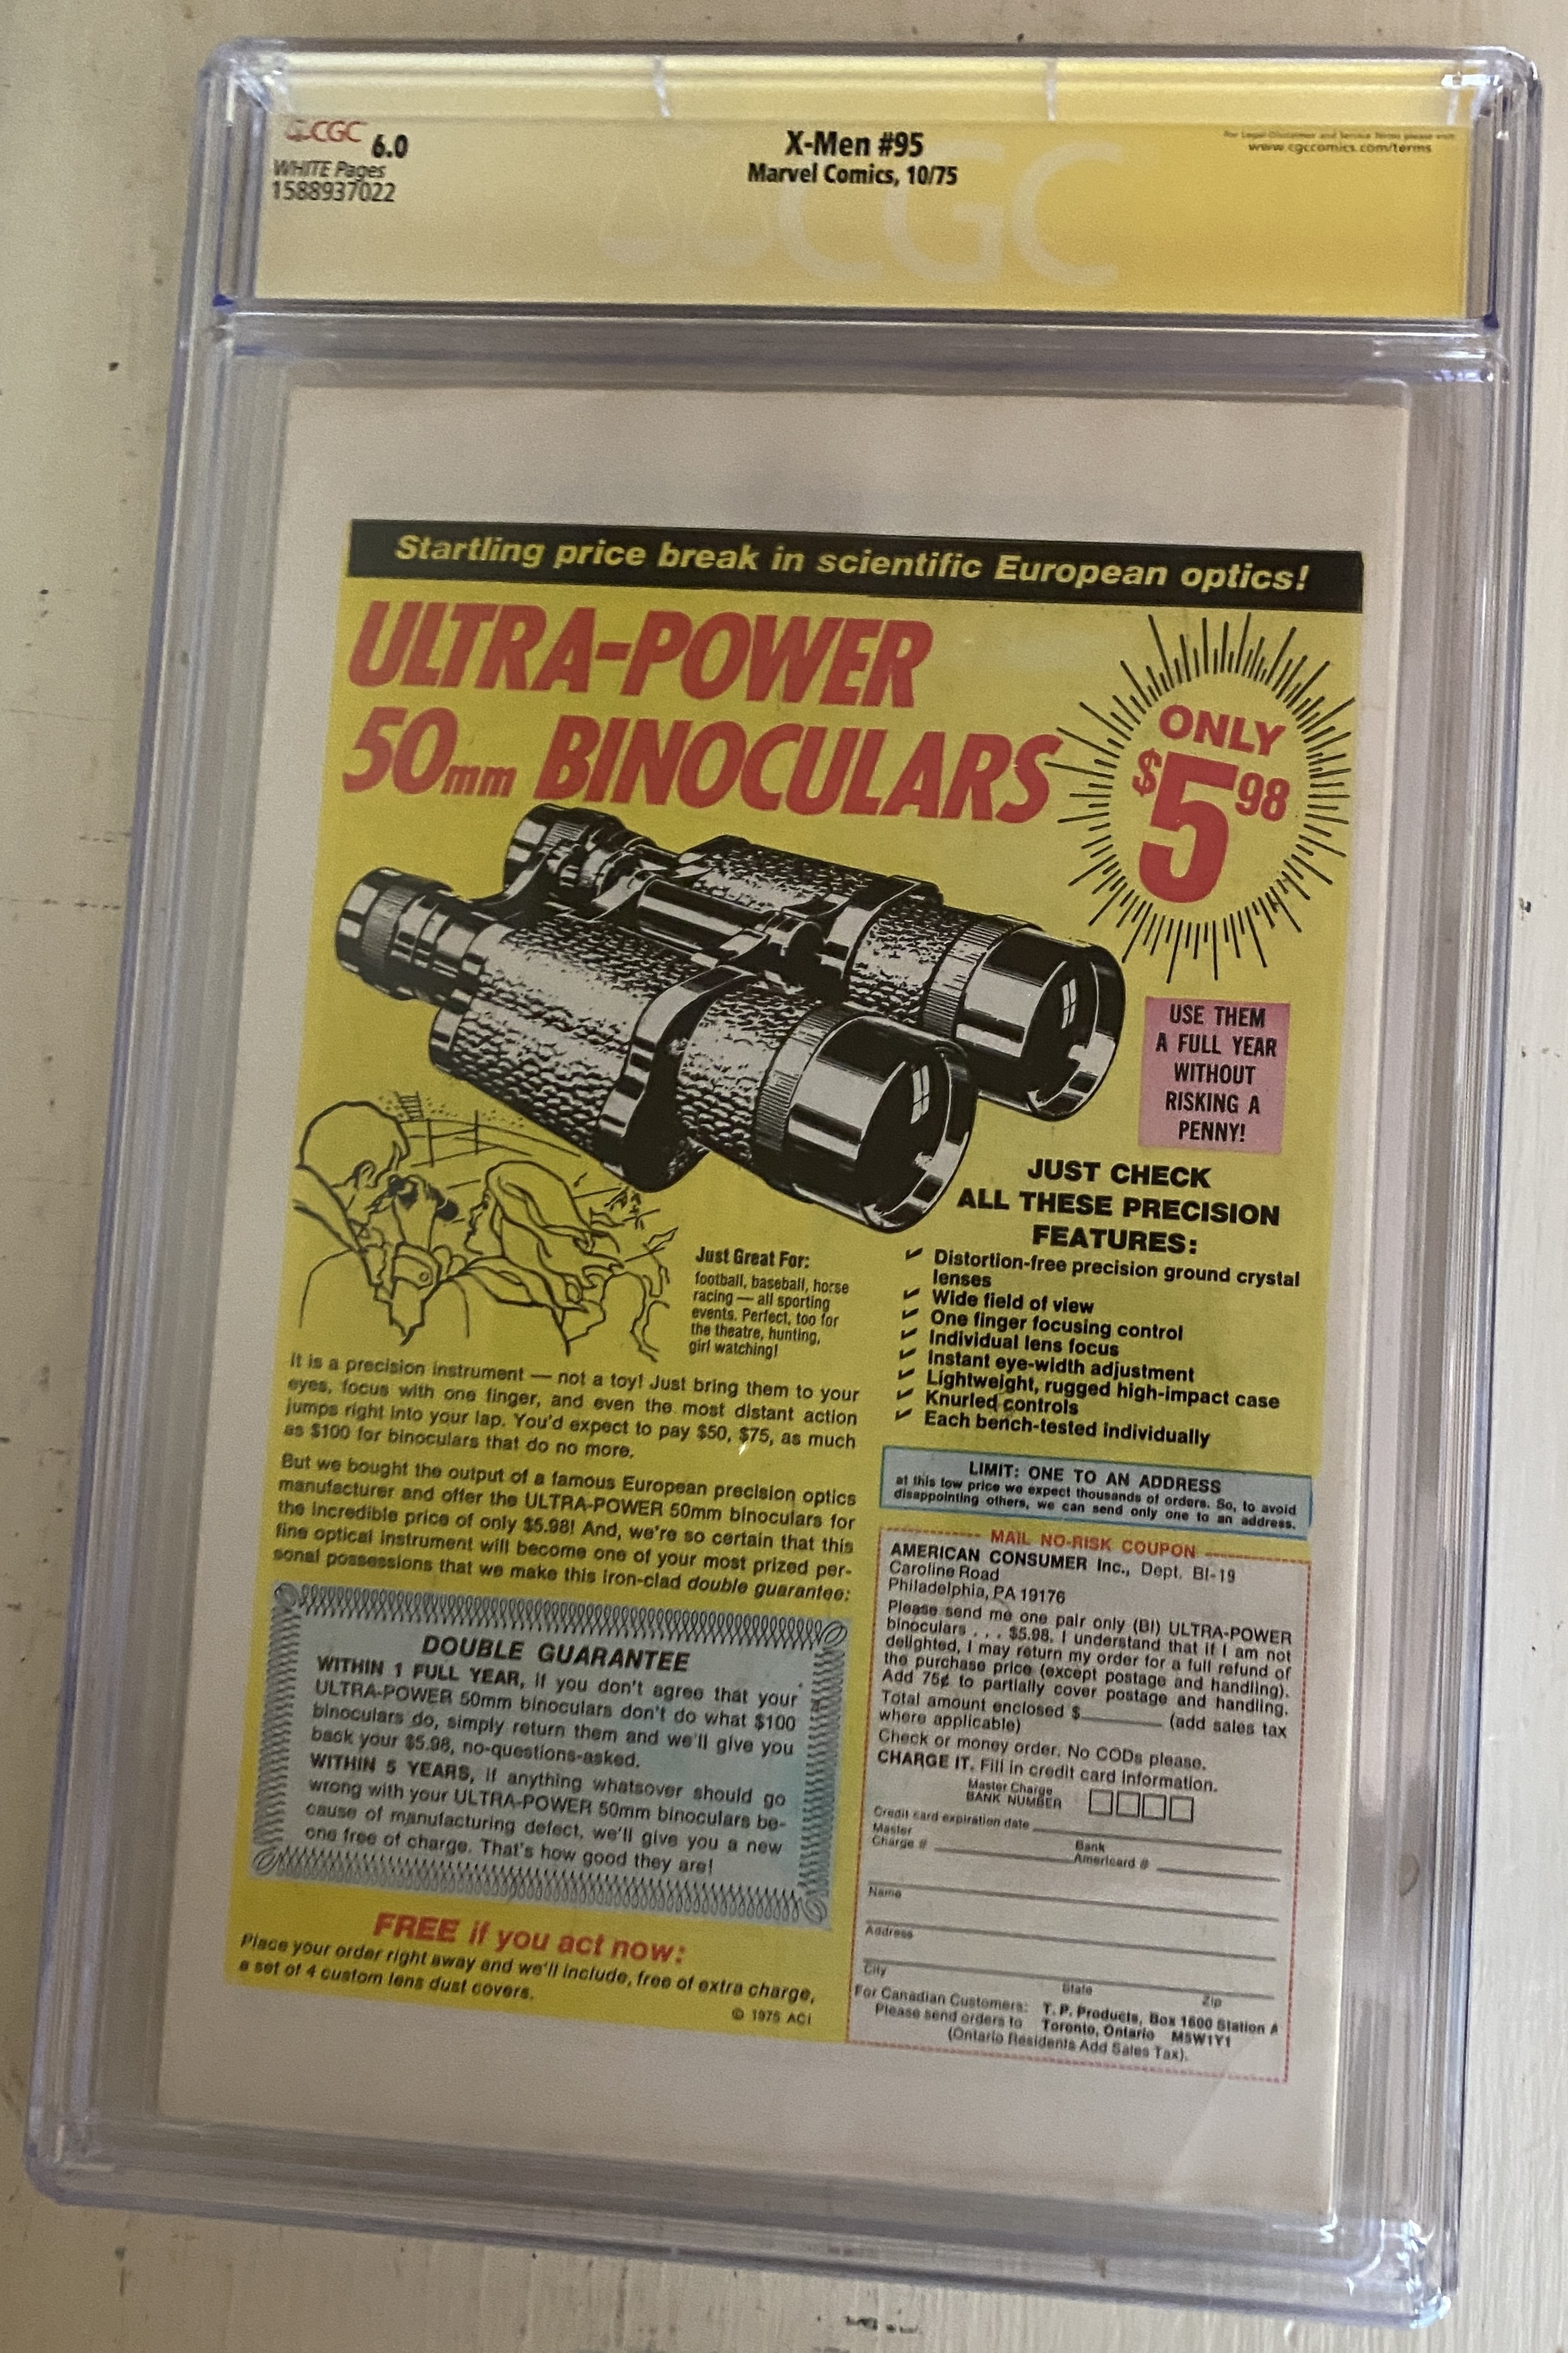 CGC 6.0
WHITE Pages
1588937022
X-Men #95
Marvel Comics, 10/75
For Legal Disclaimer and Service Terms please visit
www.cgccomics.com/terms
CGC
Startling price break in scientific European optics!
ULTRA-POWER
50mm BINOCULARS
ONLY
$5 98
USE THEM
A FULL YEAR
WITHOUT
RISKING A
PENNY!
JUST CHECK
ALL THESE PRECISION
FEATURES:
✔ Distortion-free precision ground crystal
lenses
✔ Wide field of view
✔ One finger focusing control
✔ Individual lens focus
✔ Instant eye-width adjustment
✔ Lightweight, rugged high-impact case
✔ Knurled controls
✔ Each bench-tested individually
Just Great For:
football, baseball, horse
racing — all sporting
events. Perfect, too for
the theatre, hunting,
girl watching!
It is a precision instrument — not a toy! Just bring them to your
eyes, focus with one finger, and even the most distant action
jumps right into your lap. You'd expect to pay $50, $75, as much
as $100 for binoculars that do no more.
But we bought the output of a famous European precision optics
manufacturer and offer the ULTRA-POWER 50mm binoculars for
the incredible price of only $5.98! And, we're so certain that this
fine optical instrument will become one of your most prized per-
sonal possessions that we make this iron-clad double guarantee:
DOUBLE GUARANTEE
WITHIN 1 FULL YEAR, if you don't agree that your
ULTRA-POWER 50mm binoculars don't do what $100
binoculars do, simply return them and we'll give you
back your $5.98, no-questions-asked.
WITHIN 5 YEARS, if anything whatsover should go
wrong with your ULTRA-POWER 50mm binoculars be-
cause of manufacturing defect, we'll give you a new
one free of charge. That's how good they are!
FREE if you act now:
Place your order right away and we'll include, free of extra charge,
a set of 4 custom lens dust covers.
© 1975 ACI
LIMIT: ONE TO AN ADDRESS
at this low price we expect thousands of orders. So, to avoid
disappointing others, we can send only one to an address.
MAIL NO-RISK COUPON
AMERICAN CONSUMER Inc., Dept. BI-19
Caroline Road
Philadelphia, PA 19176
Please send me one pair only (BI) ULTRA-POWER
binoculars . . . $5.98. I understand that if I am not
delighted, I may return my order for a full refund of
the purchase price (except postage and handling).
Add 75¢ to partially cover postage and handling.
Total amount enclosed $________ (add sales tax
where applicable)
Check or money order. No CODs please.
CHARGE IT. Fill in credit card information.
Master Charge
BANK NUMBER
Credit card expiration date
Master
Charge #
Bank
Americard #
Name
Address
City
State
Zip
For Canadian Customers: T. P. Products, Box 1600 Station A
Please send orders to Toronto, Ontario M5W1Y1
(Ontario Residents Add Sales Tax).